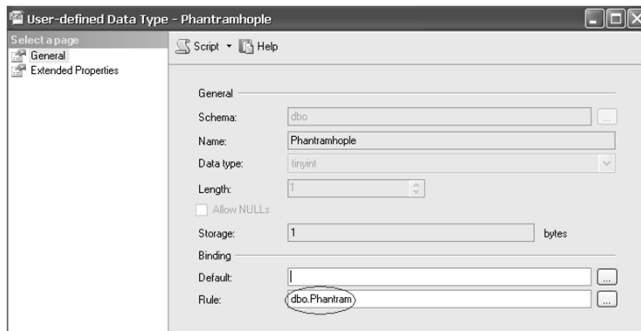 User-defined Data Type - Phantramhople
Select a page
General
Extended Properties
Script Help
General
Schema: dbo ...
Name: Phantramhople
Data type: tinyint
Length: 1
Allow NULLs
Storage: 1 bytes
Binding
Default: ...
Rule: dbo.Phantram ...